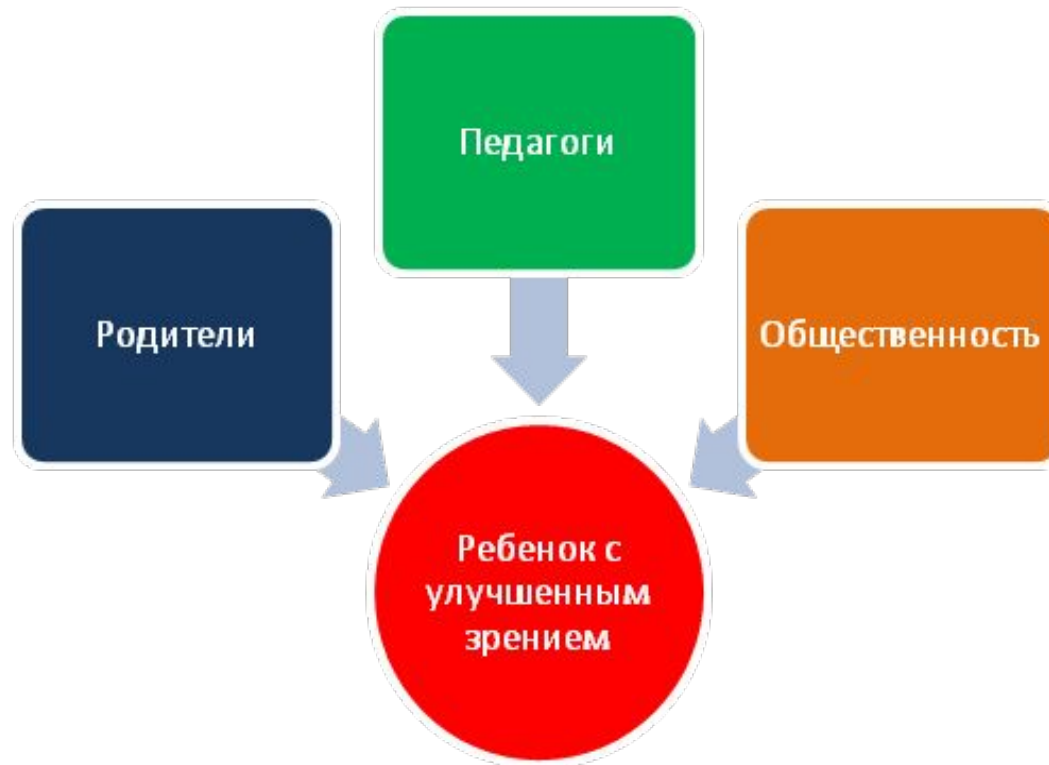 Педагоги
Родители
Общественность
Ребенок с
улучшенным
зрением